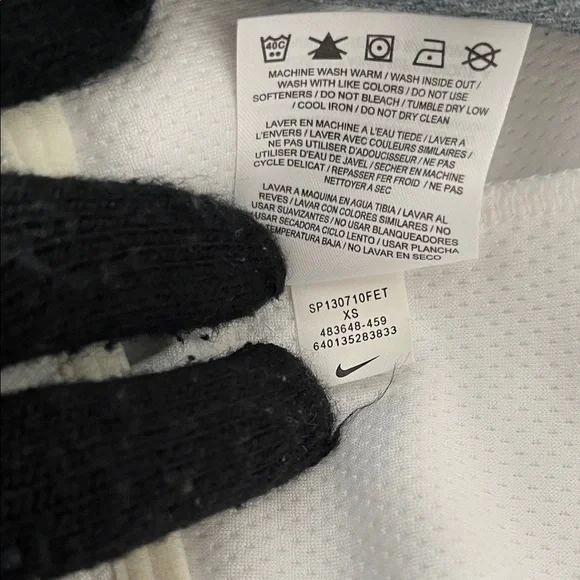 40C
MACHINE WASH WARM / WASH INSIDE OUT /
WASH WITH LIKE COLORS / DO NOT USE
SOFTENERS / DO NOT BLEACH / TUMBLE DRY LOW
/ COOL IRON / DO NOT DRY CLEAN
LAVER EN MACHINE A L'EAU TIEDE / LAVER A
L'ENVERS / LAVER AVEC COULEURS SIMILAIRES /
NE PAS UTILISER D'ADOUCISSEUR / NE PAS
UTILISER D'EAU DE JAVEL / SECHER EN MACHINE
CYCLE DELICAT / REPASSER FER FROID / NE PAS
NETTOYER A SEC
LAVAR A MAQUINA EN AGUA TIBIA / LAVAR AL
REVES / LAVAR CON COLORES SIMILARES / NO
USAR SUAVIZANTES / NO USAR BLANQUEADORES
USAR SECADORA CICLO LENTO / USAR PLANCHA
TEMPERATURA BAJA / NO LAVAR EN SECO
SP130710FET
XS
483648-459
640135283833